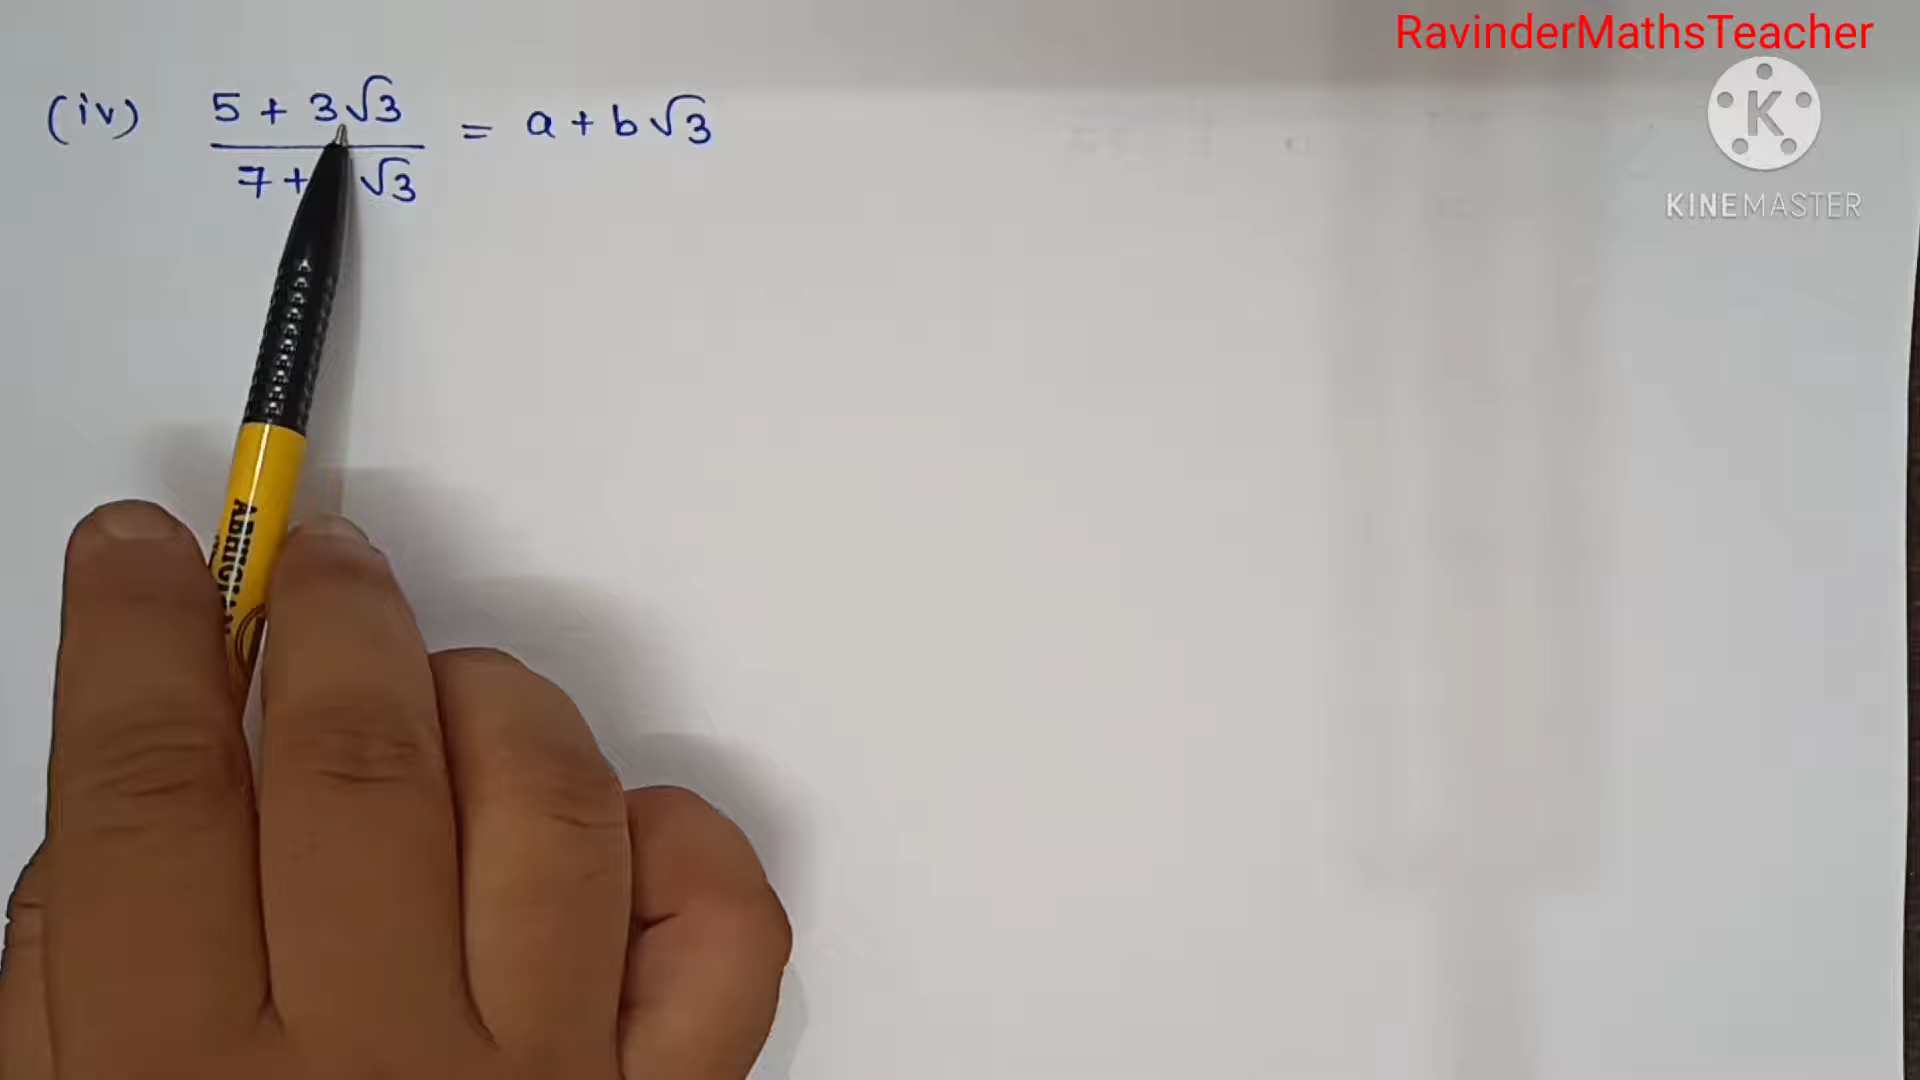 RavinderMathsTeacher
(iv) 5 + 3√3 = a + b√3
7 + √3
K
KINEMASTER